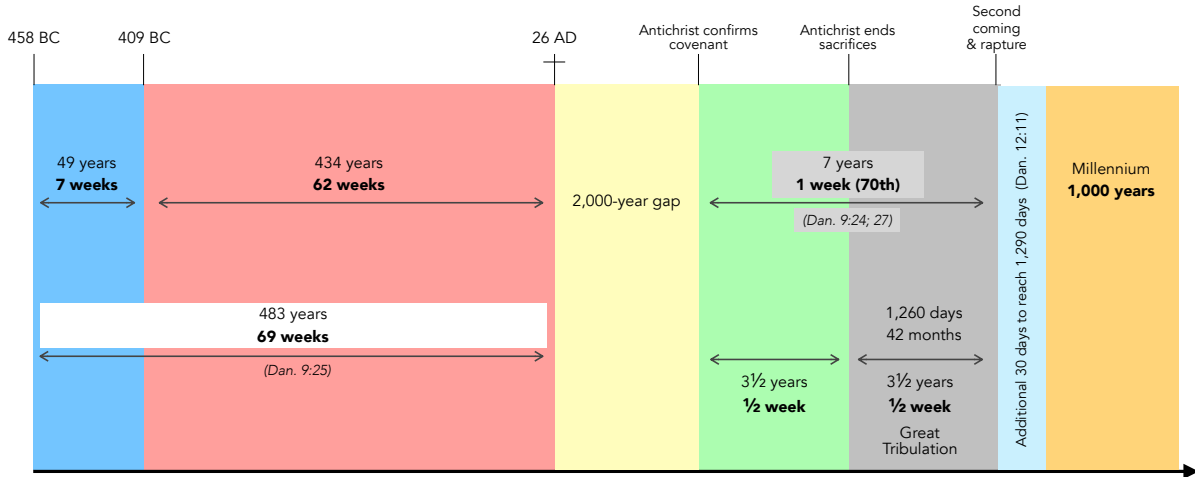 458 BC
409 BC
26 AD
Antichrist confirms
covenant
Antichrist ends
sacrifices
Second
coming
& rapture
49 years
7 weeks
434 years
62 weeks
2,000-year gap
7 years
1 week (70th)
(Dan. 9:24; 27)
Additional 30 days to reach 1,290 days (Dan. 12:11)
Millennium
1,000 years
483 years
69 weeks
(Dan. 9:25)
1,260 days
42 months
3½ years
½ week
3½ years
½ week
Great
Tribulation